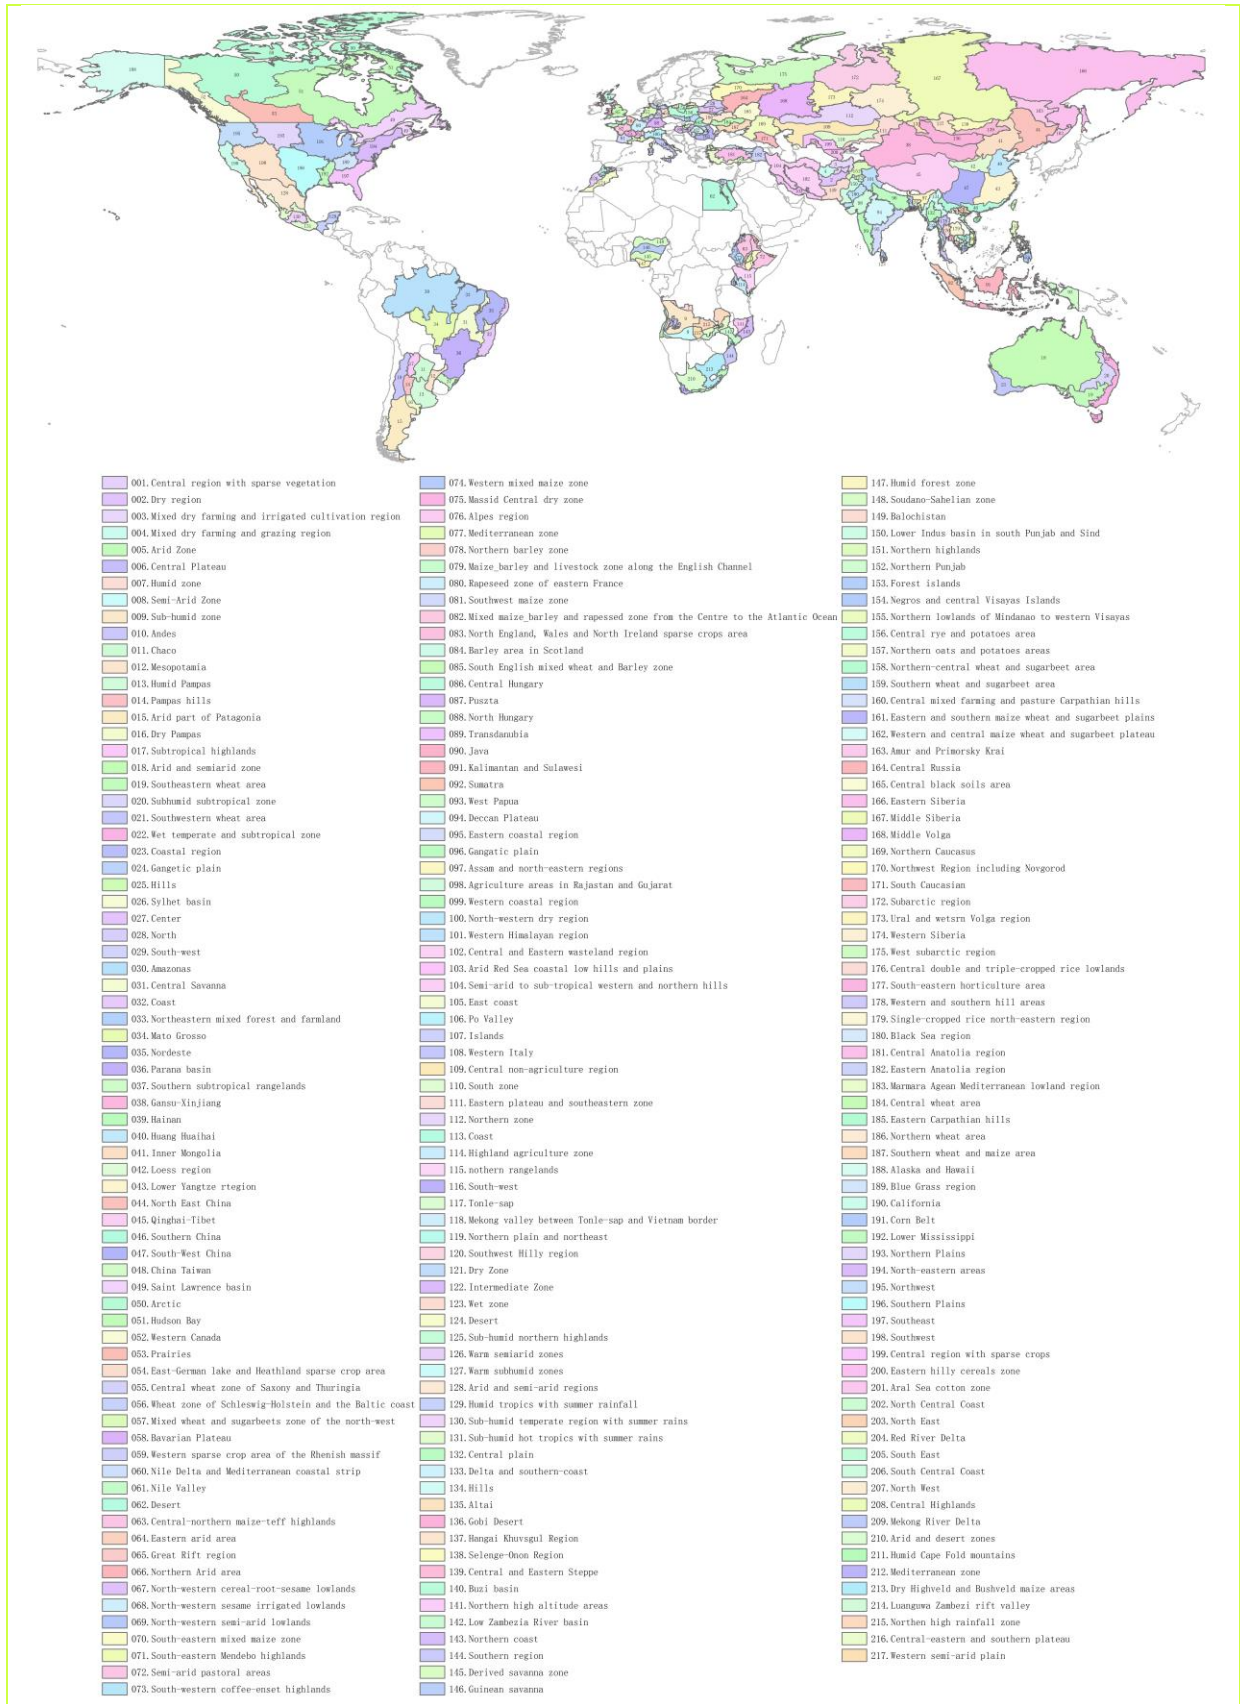 001.Central region with sparse vegetation
002.Dry region
003.Mixed dry farming and irrigated cultivation region
004.Mixed dry farming and grazing region
005.Arid Zone
006.Central Plateau
007.Humid zone
008.Semi-Arid Zone
009.Sub-humid zone
010.Andes
011.Chaco
012.Mesopotamia
013.Humid Pampas
014.Pampas hills
015.Arid part of Patagonia
016.Dry Pampas
017.Subtropical highlands
018.Arid and semiarid zone
019.Southeastern wheat area
020.Subhumid subtropical zone
021.Southwestern wheat area
022.Wet temperate and subtropical zone
023.Coastal region
024.Gangetic plain
025.Hills
026.Sylhet basin
027.Center
028.North
029.South-west
030.Amazonas
031.Central Savanna
032.Coast
033.Northeastern mixed forest and farmland
034.Mato Grosso
035.Nordeste
036.Parana basin
037.Southern subtropical rangelands
038.Gansu-Xinjiang
039.Hainan
040.Huang Huaihai
041.Inner Mongolia
042.Loess region
043.Lower Yangtze rtegion
044.North East China
045.Qinghai-Tibet
046.Southern China
047.South-West China
048.China Taiwan
049.Saint Lawrence basin
050.Arctic
051.Hudson Bay
052.Western Canada
053.Prairies
054.East-German lake and Heathland sparse crop area
055.Central wheat zone of Saxony and Thuringia
056.Wheat zone of Schleswig-Holstein and the Baltic coast
057.Mixed wheat and sugarbeets zone of the north-west
058.Bavarian Plateau
059.Western sparse crop area of the Rhenish massif
060.Nile Delta and Mediterranean coastal strip
061.Nile Valley
062.Desert
063.Central-northern maize-teff highlands
064.Eastern arid area
065.Great Rift region
066.Northern Arid area
067.North-western cereal-root-sesame lowlands
068.North-western sesame irrigated lowlands
069.North-western semi-arid lowlands
070.South-eastern mixed maize zone
071.South-eastern Mendebo highlands
072.Semi-arid pastoral areas
073.South-western coffee-enset highlands
074.Western mixed maize zone
075.Massid Central dry zone
076.Alpes region
077.Mediterranean zone
078.Northern barley zone
079.Maize_barley and livestock zone along the English Channel
080.Rapeseed zone of eastern France
081.Southwest maize zone
082.Mixed maize_barley and rapessed zone from the Centre to the Atlantic Ocean
083.North England, Wales and North Ireland sparse crops area
084.Barley area in Scotland
085.South English mixed wheat and Barley zone
086.Central Hungary
087.Puszta
088.North Hungary
089.Transdanubia
090.Java
091.Kalimantan and Sulawesi
092.Sumatra
093.West Papua
094.Deccan Plateau
095.Eastern coastal region
096.Gangatic plain
097.Assam and north-eastern regions
098.Agriculture areas in Rajastan and Gujarat
099.Western coastal region
100.North-western dry region
101.Western Himalayan region
102.Central and Eastern wasteland region
103.Arid Red Sea coastal low hills and plains
104.Semi-arid to sub-tropical western and northern hills
105.East coast
106.Po Valley
107.Islands
108.Western Italy
109.Central non-agriculture region
110.South zone
111.Eastern plateau and southeastern zone
112.Northern zone
113.Coast
114.Highland agriculture zone
115.nothern rangelands
116.South-west
117.Tonle-sap
118.Mekong valley between Tonle-sap and Vietnam border
119.Northern plain and northeast
120.Southwest Hilly region
121.Dry Zone
122.Intermediate Zone
123.Wet zone
124.Desert
125.Sub-humid northern highlands
126.Warm semiarid zones
127.Warm subhumid zones
128.Arid and semi-arid regions
129.Humid tropics with summer rainfall
130.Sub-humid temperate region with summer rains
131.Sub-humid hot tropics with summer rains
132.Central plain
133.Delta and southern-coast
134.Hills
135.Altai
136.Gobi Desert
137.Hangai Khuvsgul Region
138.Selenge-Onon Region
139.Central and Eastern Steppe
140.Buzi basin
141.Northern high altitude areas
142.Low Zambezia River basin
143.Northern coast
144.Southern region
145.Derived savanna zone
146.Guinean savanna
147.Humid forest zone
148.Soudano-Sahelian zone
149.Balochistan
150.Lower Indus basin in south Punjab and Sind
151.Northern highlands
152.Northern Punjab
153.Forest islands
154.Negros and central Visayas Islands
155.Northern lowlands of Mindanao to western Visayas
156.Central rye and potatoes area
157.Northern oats and potatoes areas
158.Northern-central wheat and sugarbeet area
159.Southern wheat and sugarbeet area
160.Central mixed farming and pasture Carpathian hills
161.Eastern and southern maize wheat and sugarbeet plains
162.Western and central maize wheat and sugarbeet plateau
163.Amur and Primorsky Krai
164.Central Russia
165.Central black soils area
166.Eastern Siberia
167.Middle Siberia
168.Middle Volga
169.Northern Caucasus
170.Northwest Region including Novgorod
171.South Caucasian
172.Subarctic region
173.Ural and wetsrn Volga region
174.Western Siberia
175.West subarctic region
176.Central double and triple-cropped rice lowlands
177.South-eastern horticulture area
178.Western and southern hill areas
179.Single-cropped rice north-eastern region
180.Black Sea region
181.Central Anatolia region
182.Eastern Anatolia region
183.Marmara Agean Mediterranean lowland region
184.Central wheat area
185.Eastern Carpathian hills
186.Northern wheat area
187.Southern wheat and maize area
188.Alaska and Hawaii
189.Blue Grass region
190.California
191.Corn Belt
192.Lower Mississippi
193.Northern Plains
194.North-eastern areas
195.Northwest
196.Southern Plains
197.Southeast
198.Southwest
199.Central region with sparse crops
200.Eastern hilly cereals zone
201.Aral Sea cotton zone
202.North Central Coast
203.North East
204.Red River Delta
205.South East
206.South Central Coast
207.North West
208.Central Highlands
209.Mekong River Delta
210.Arid and desert zones
211.Humid Cape Fold mountains
212.Mediterranean zone
213.Dry Highveld and Bushveld maize areas
214.Luanguwa Zambezi rift valley
215.Northen high rainfall zone
216.Central-eastern and southern plateau
217.Western semi-arid plain